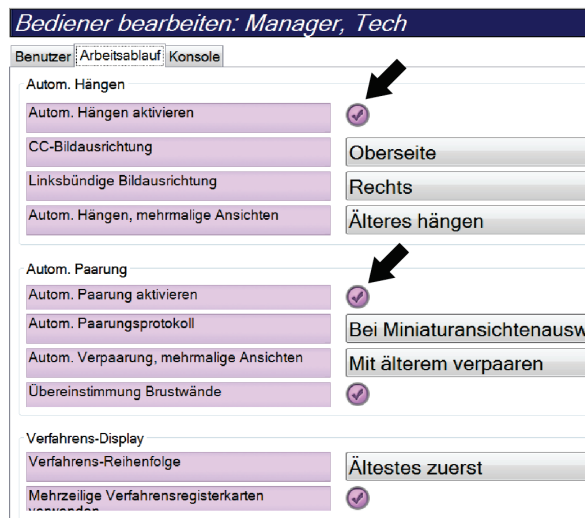 Bediener bearbeiten: Manager, Tech
Benutzer Arbeitsablauf Konsole
Autom. Hängen
Autom. Hängen aktivieren
CC-Bildausrichtung Oberseite
Linksbündige Bildausrichtung Rechts
Autom. Hängen, mehrmalige Ansichten Älteres hängen
Autom. Paarung
Autom. Paarung aktivieren
Autom. Paarungsprotokoll Bei Miniaturansichtenausw
Autom. Verpaarung, mehrmalige Ansichten Mit älterem verpaaren
Übereinstimmung Brustwände
Verfahrens-Display
Verfahrens-Reihenfolge Ältestes zuerst
Mehrzeilige Verfahrensregisterkarten
verwenden